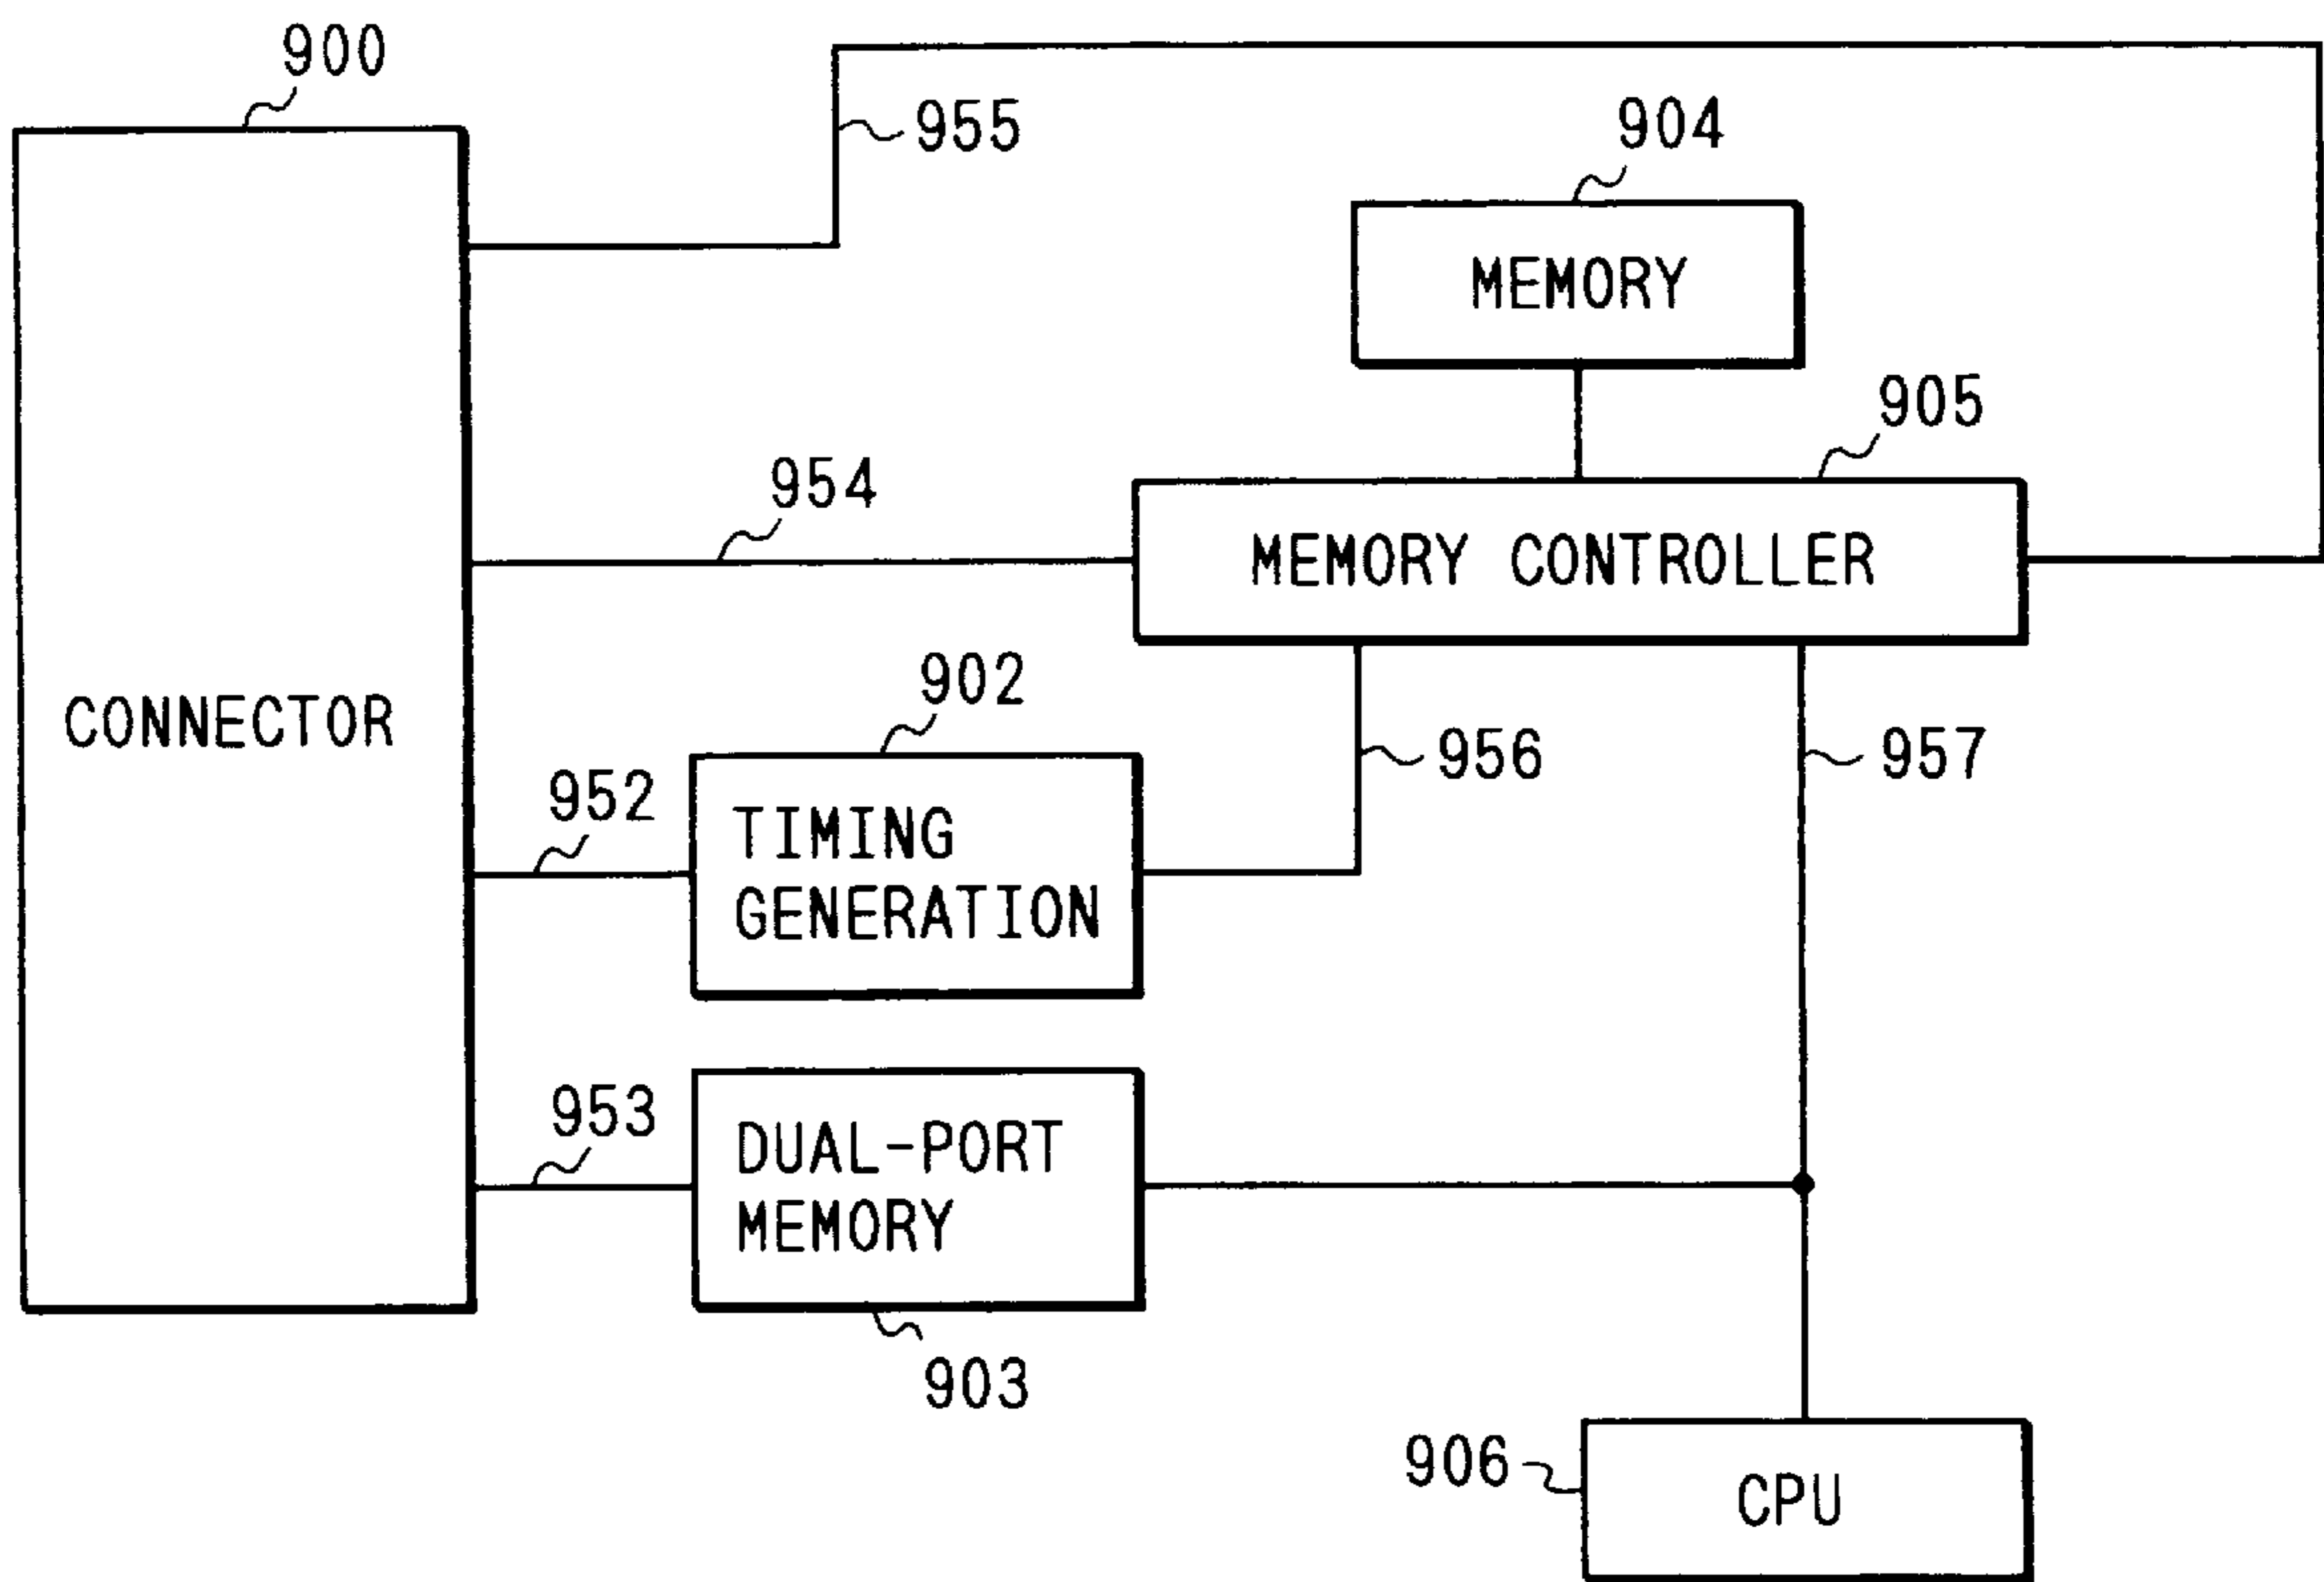 900
955
904
MEMORY
905
954
MEMORY CONTROLLER
902
CONNECTOR
956
957
952
TIMING
GENERATION
953
DUAL-PORT
MEMORY
903
906
CPU